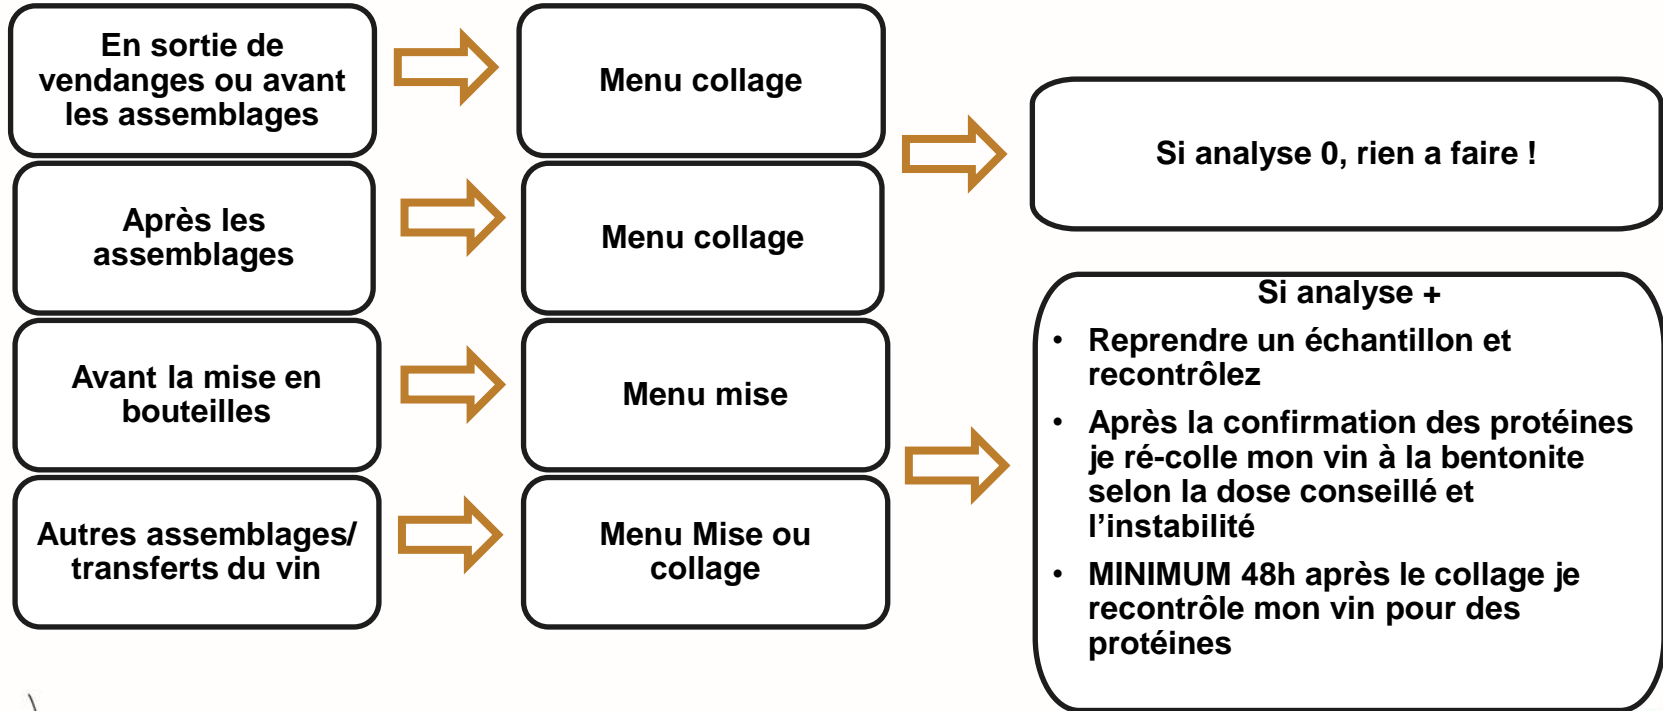 En sortie de
vendanges ou avant
les assemblages
Menu collage
Si analyse 0, rien a faire !
Après les
assemblages
Menu collage
Avant la mise en
bouteilles
Menu mise
Autres assemblages/
transferts du vin
Menu Mise ou
collage
Si analyse +
• Reprendre un échantillon et
recontrôlez
• Après la confirmation des protéines
je ré-colle mon vin à la bentonite
selon la dose conseillé et
l’instabilité
• MINIMUM 48h après le collage je
recontrôle mon vin pour des
protéines